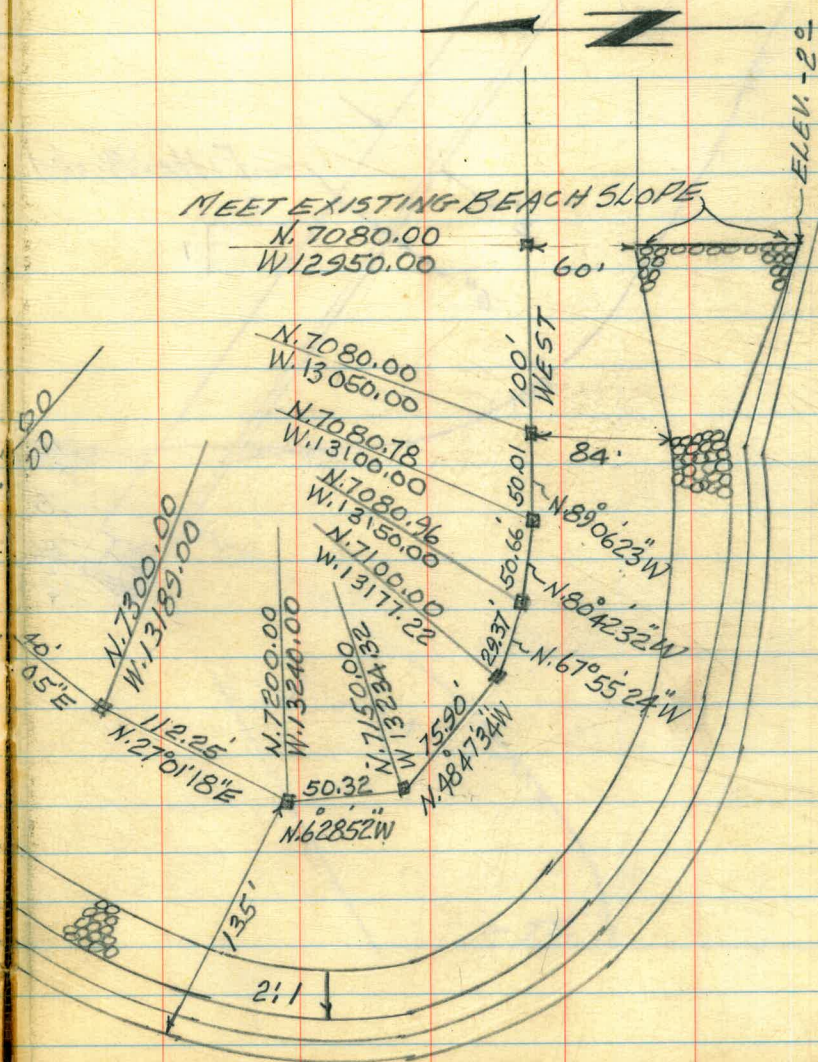 N
ELEV. -2.0
MEET EXISTING BEACH SLOPE
N. 7080.00
W 12950.00
60'
100'
WEST
N. 7080.00
W. 13050.00
84'
N. 7080.78
W. 13100.00
50.01
N. 89° 06' 23" W
N. 7080.96
W. 13150.00
50.66'
N. 80° 42' 32" W
N. 7100.00
W. 13177.22
29.37'
N. 67° 55' 24" W
N. 7150.00
W 13234.32
75.90'
N. 48° 47' 34" W
N. 7200.00
W. 13240.00
50.32
N. 6° 28' 52" W
N. 7300.00
W. 13189.00
112.25'
N. 27° 01' 18" E
00
00
40'
05" E
135'
2:1